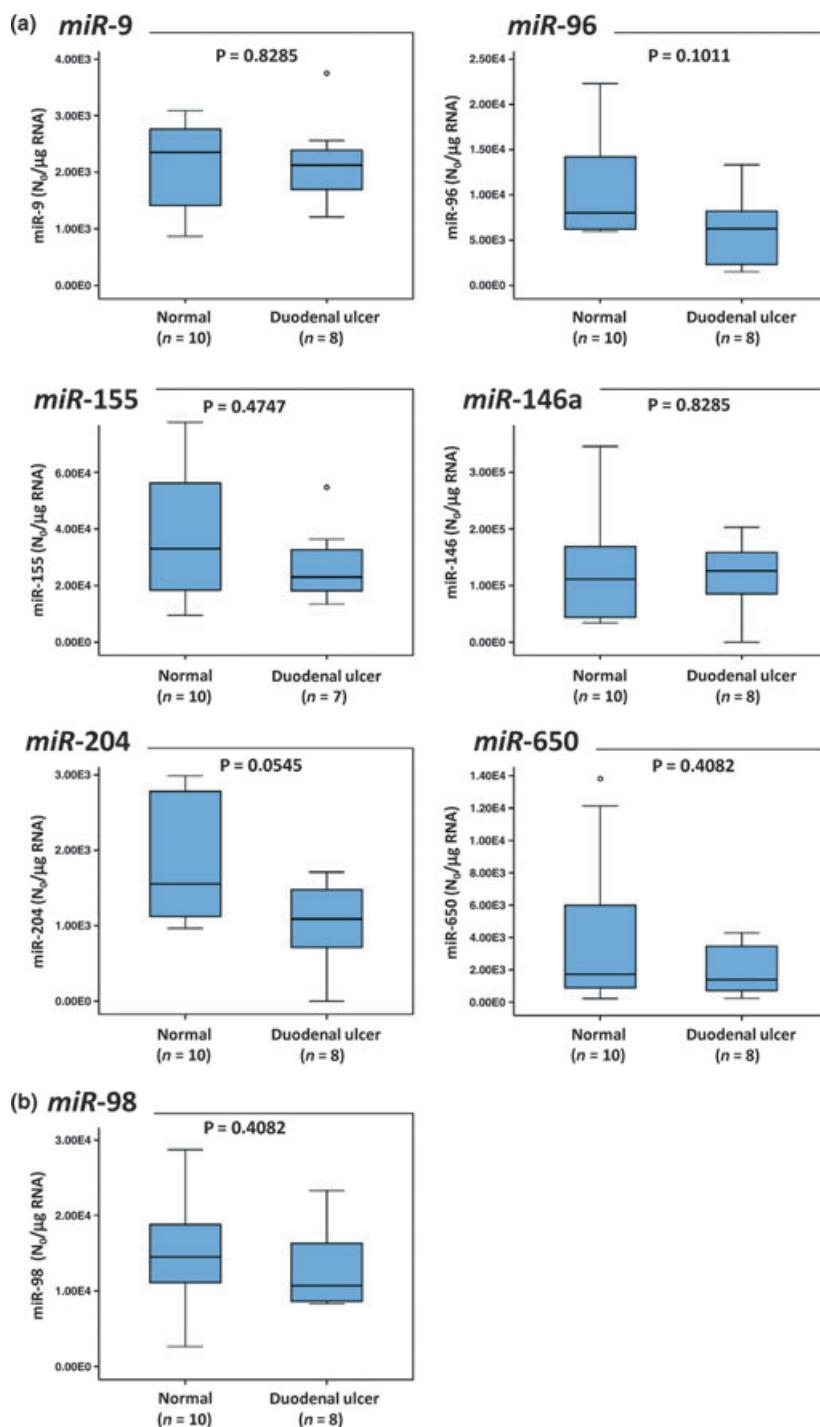 (a) miR-9
P = 0.8285
4.00E3
3.00E3
2.00E3
1.00E3
0.00E0
miR-9 (N0/µg RNA)
Normal
(n = 10)
Duodenal ulcer
(n = 8)
miR-96
P = 0.1011
2.50E4
2.00E4
1.50E4
1.00E4
5.00E3
0.00E0
miR-96 (N0/µg RNA)
Normal
(n = 10)
Duodenal ulcer
(n = 8)
miR-155
P = 0.4747
6.00E4
4.00E4
2.00E4
0.00E0
miR-155 (N0/µg RNA)
Normal
(n = 10)
Duodenal ulcer
(n = 7)
miR-146a
P = 0.8285
3.00E5
2.00E5
1.00E5
0.00E0
miR-146 (N0/µg RNA)
Normal
(n = 10)
Duodenal ulcer
(n = 8)
miR-204
P = 0.0545
3.00E3
2.00E3
1.00E3
0.00E0
miR-204 (N0/µg RNA)
Normal
(n = 10)
Duodenal ulcer
(n = 8)
miR-650
P = 0.4082
1.40E4
1.20E4
8.00E3
6.00E3
4.00E3
2.00E3
0.00E0
miR-650 (N0/µg RNA)
Normal
(n = 10)
Duodenal ulcer
(n = 8)
(b) miR-98
P = 0.4082
3.00E4
2.00E4
1.00E4
0.00E0
miR-98 (N0/µg RNA)
Normal
(n = 10)
Duodenal ulcer
(n = 8)